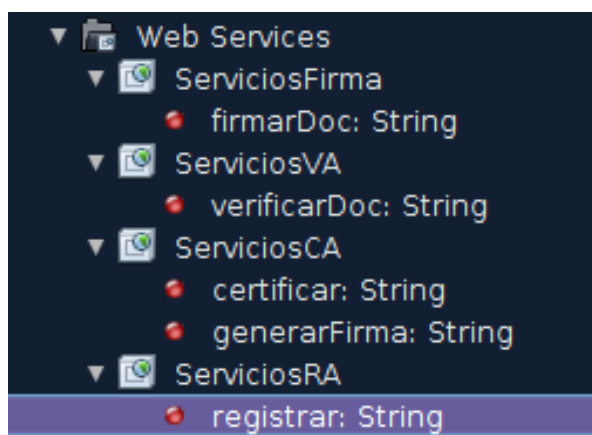 Web Services
ServiciosFirma
firmarDoc: String
ServiciosVA
verificarDoc: String
ServiciosCA
certificar: String
generarFirma: String
ServiciosRA
registrar: String